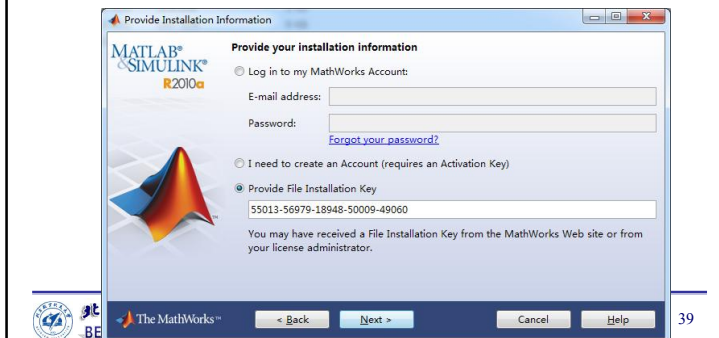 Provide Installation Information
MATLAB®
&SIMULINK®
R2010a
Provide your installation information
Log in to my MathWorks Account:
E-mail address:
Password:
Forgot your password?
I need to create an Account (requires an Activation Key)
Provide File Installation Key
55013-56979-18948-50009-49060
You may have received a File Installation Key from the MathWorks Web site or from
your license administrator.
The MathWorks™
< Back
Next >
Cancel
Help
北
BE
39